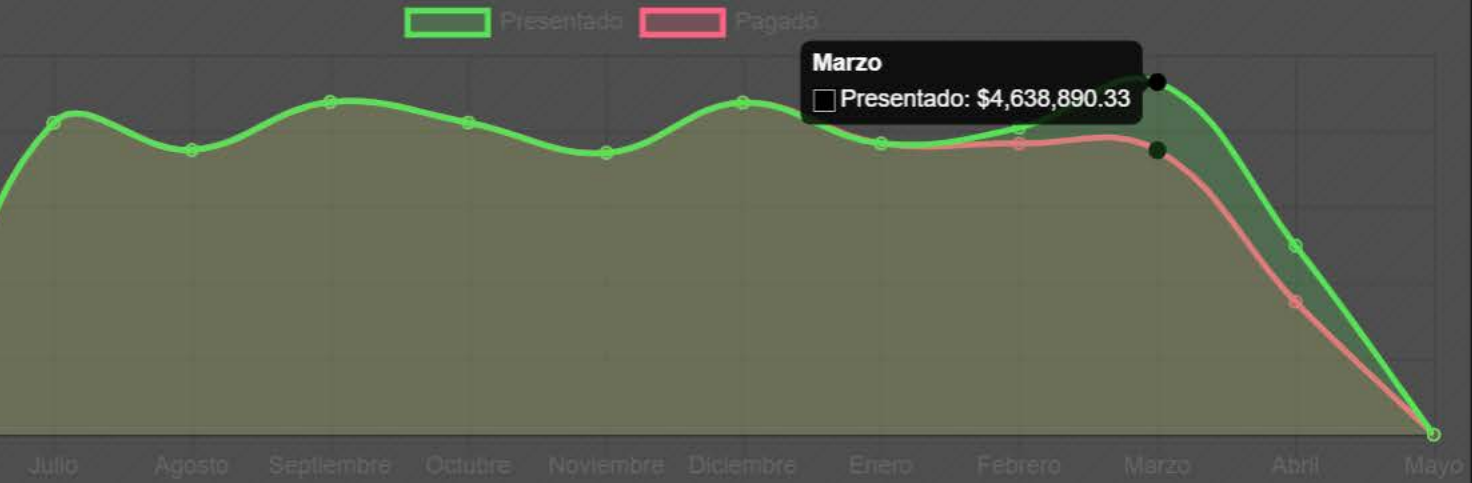 Presentado Pagado
Marzo
Presentado: $4,638,890.33
Julio Agosto Septiembre Octubre Noviembre Diciembre Enero Febrero Marzo Abril Mayo